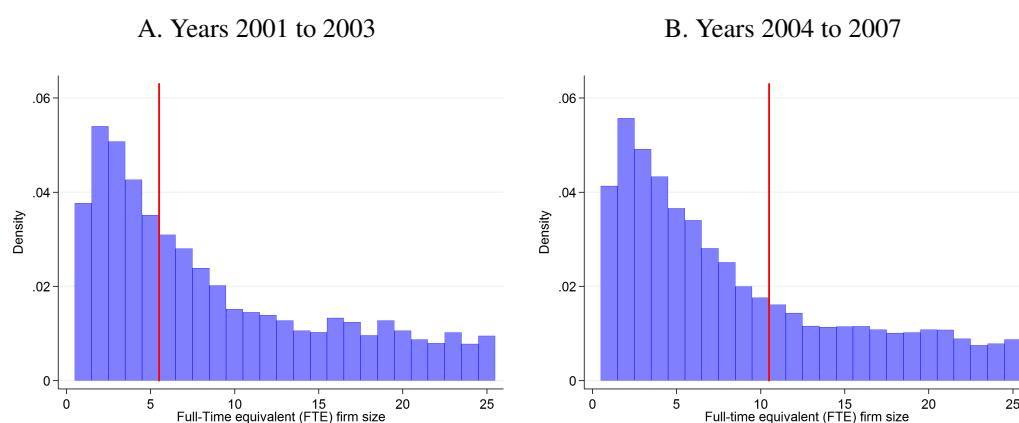 A. Years 2001 to 2003
.06
.04
.02
0
Density
0 5 10 15 20 25
Full-Time equivalent (FTE) firm size
B. Years 2004 to 2007
.06
.04
.02
0
Density
0 5 10 15 20 25
Full-time equivalent (FTE) firm size